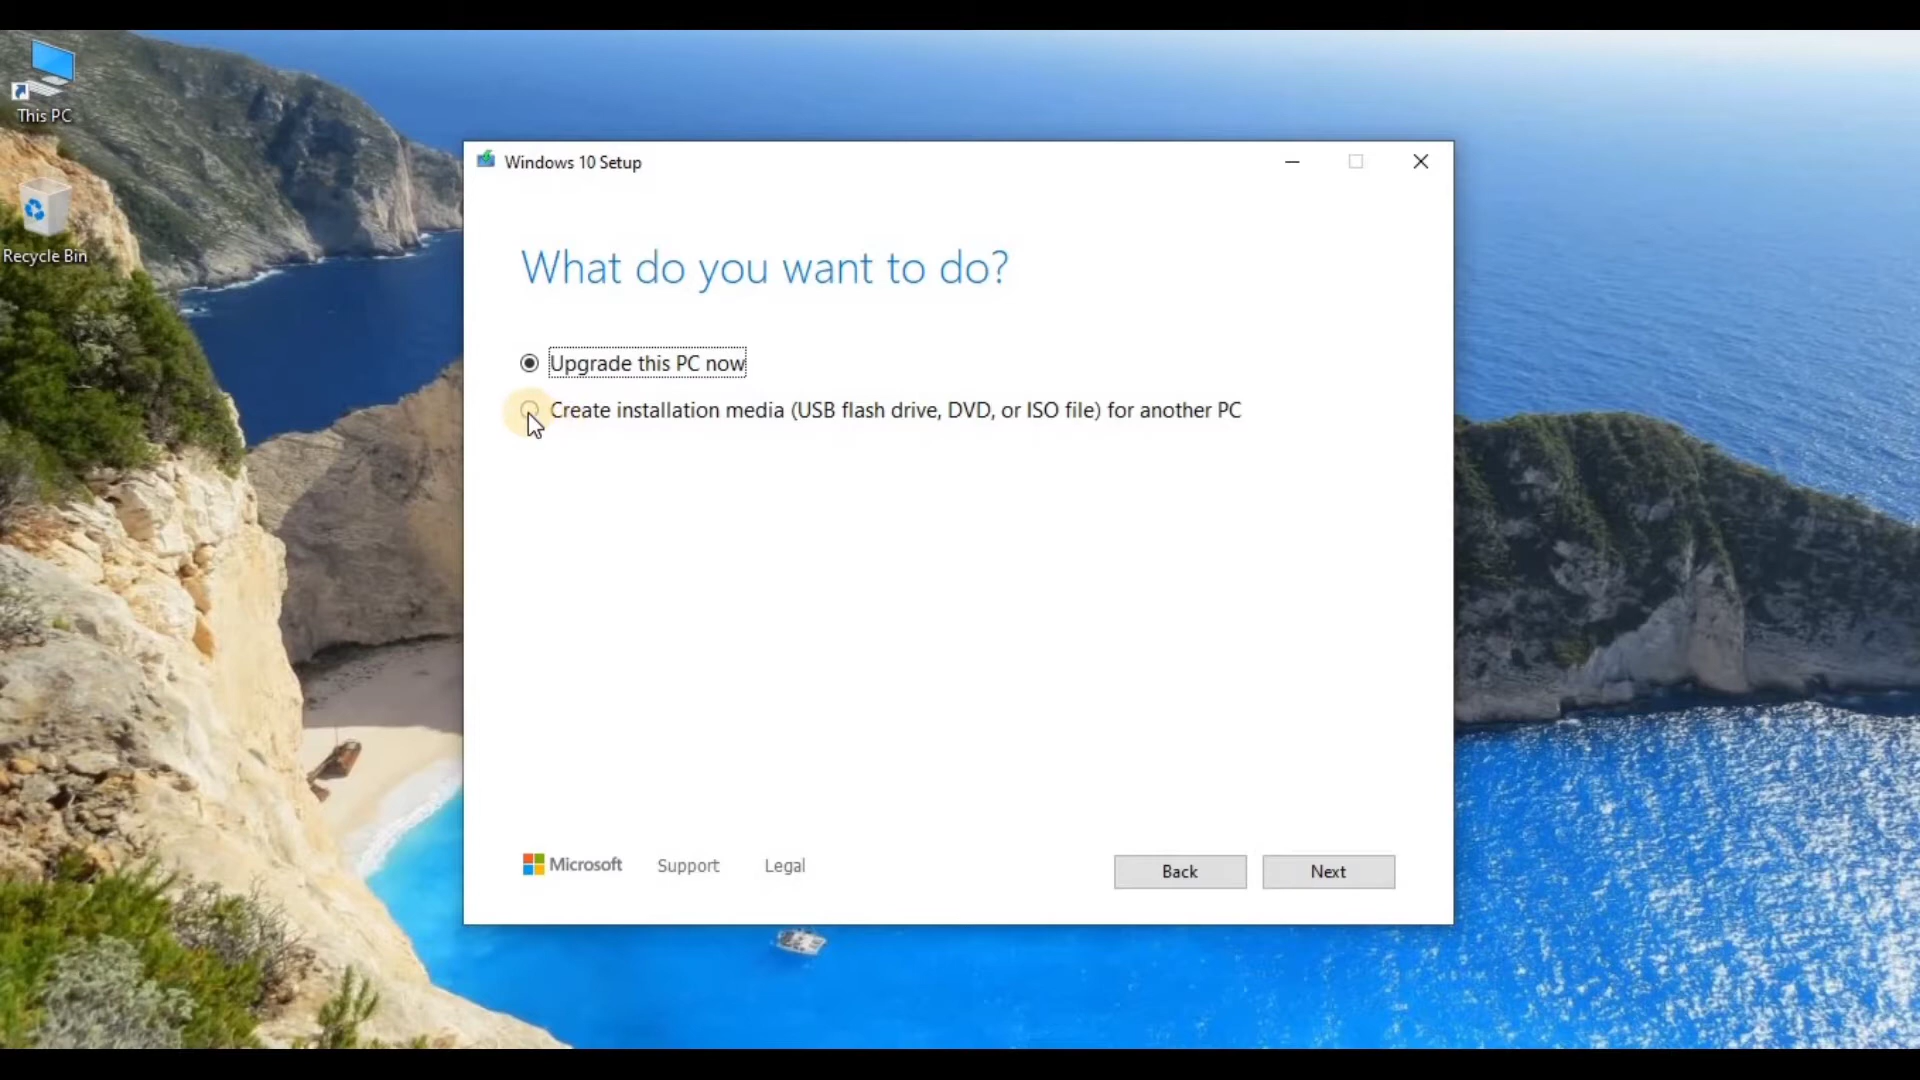 This PC
Recycle Bin
Windows 10 Setup
What do you want to do?
Upgrade this PC now
Create installation media (USB flash drive, DVD, or ISO file) for another PC
Microsoft Support Legal
Back Next